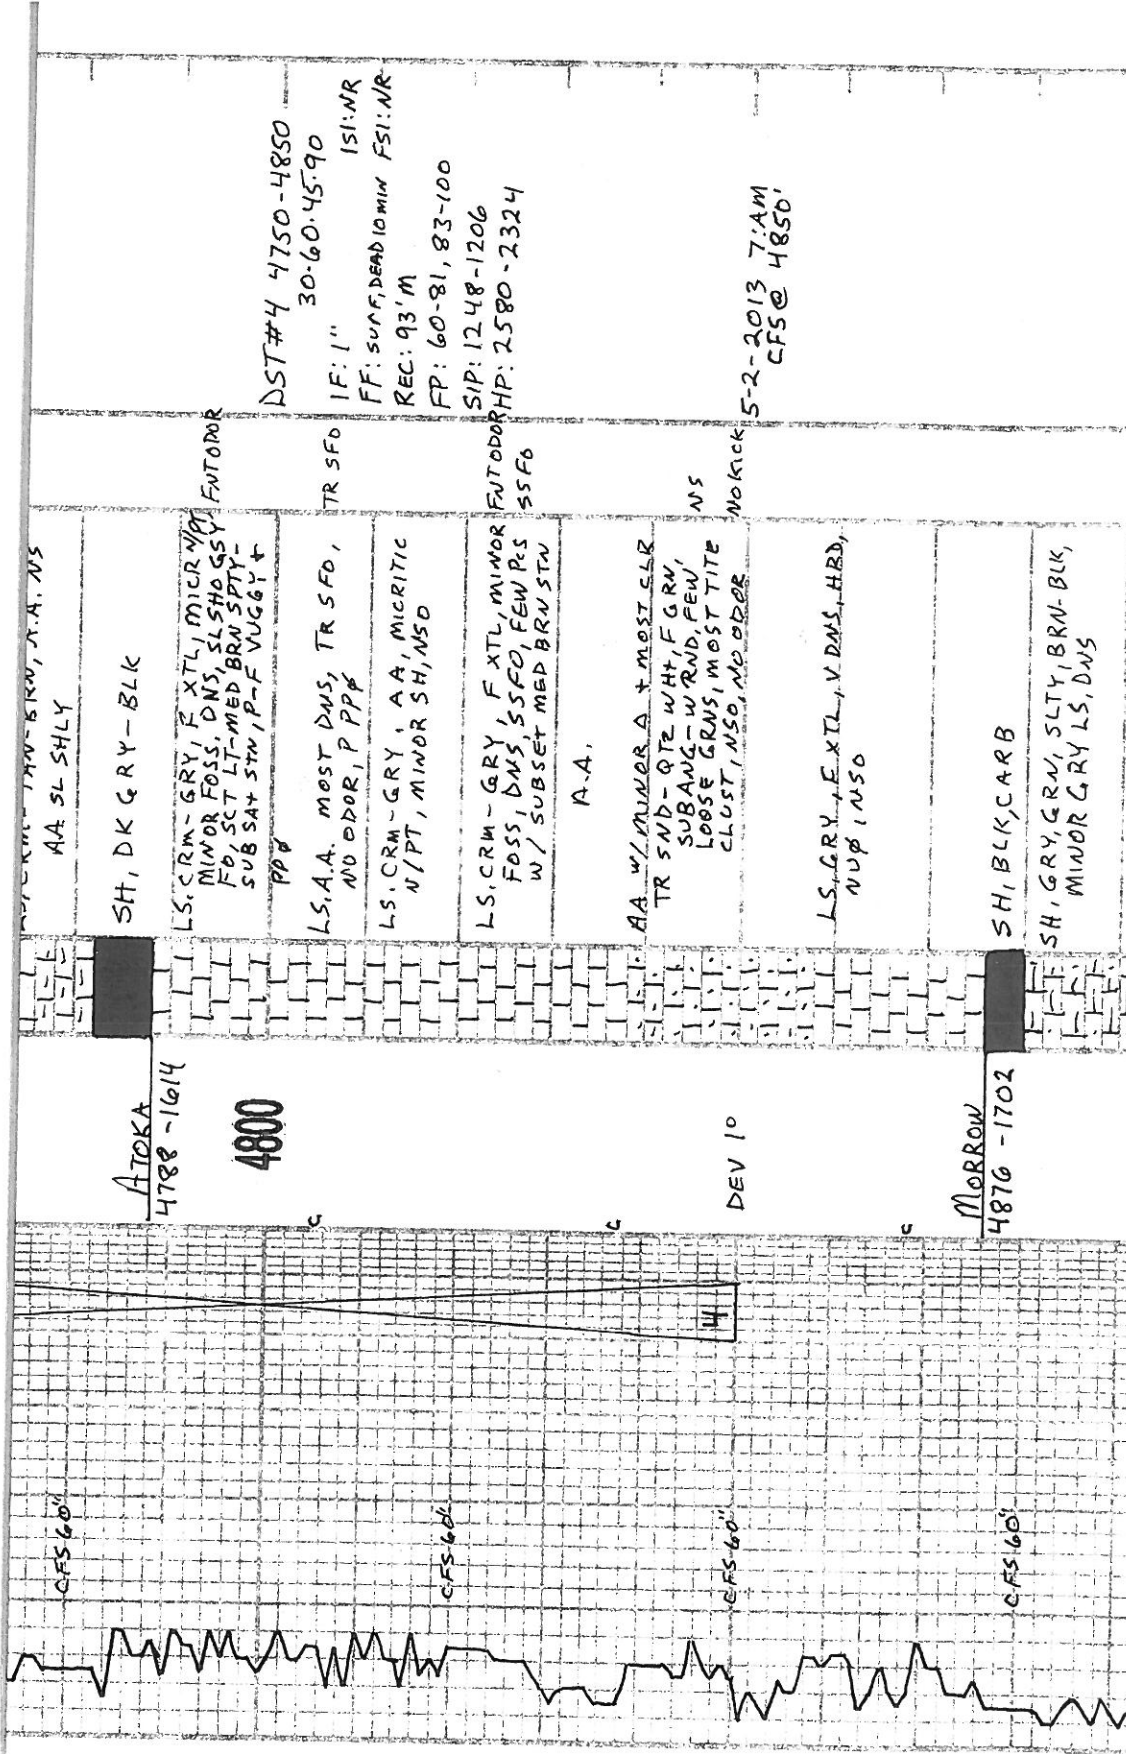 AA SL SHLY
SH, DK GRY-BLK
LS, CRM-GRY, F XTL, MICR N/PT
MINOR FOSS, DNS, SL SHO GSY
FO, SCT LT-MED BRN SPTY-
SUB SAT STN, P-F VUGGY +
PPØ
FNT ODOR
LS, A.A. MOST DNS, TR SFO,
NO ODOR, P PPØ
TR SFO
LS, CRM-GRY, AA, MICRITIC
N/PT, MINOR SH, NSO
LS, CRM-GRY, F XTL, MINOR
FOSS, DNS, SSFO, FEW PCS
W/SUBSET MED BRN STN
FNT ODOR
SSFO
A.A.
AA W/MINOR Δ + MOST CLR
TR SND-QTZ WHT, F GRN,
SUBANG-W RND, FEW
LOOSE GRNS, MOST TITE
CLUST, NSO, NO ODOR
NS
NO KICK
LS, GRY, F XTL, V DNS, HRD,
NVØ, NSO
SH, BLK, CARB
SH, GRY, GRN, SLTY, BRN-BLK,
MINOR GRY LS, DNS
DST#4 4750-4850
30-60-45-90
IF: 1" ISI: NR
FF: SURF, DEAD 10 MIN FSI: NR
REC: 93' M
FP: 60-81, 83-100
SIP: 1248-1206
HP: 2580-2324
5-2-2013 7:AM
CFS @ 4850'
ATOKA
4788 -1614
4800
C
C
DEV 1°
C
MORROW
4876 -1702
4
CFS 60"
CFS 60"
CFS 60"
CFS 60"